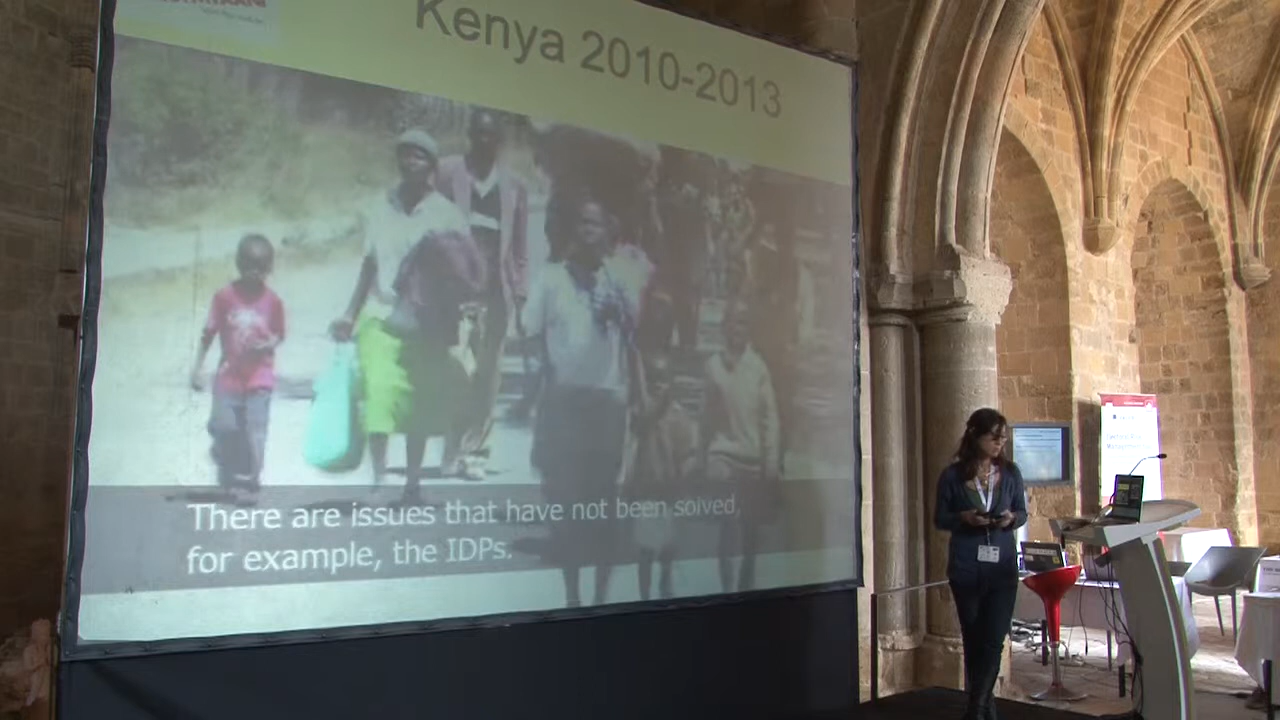 Kenya 2010-2013
There are issues that have not been solved,
for example, the IDPs.